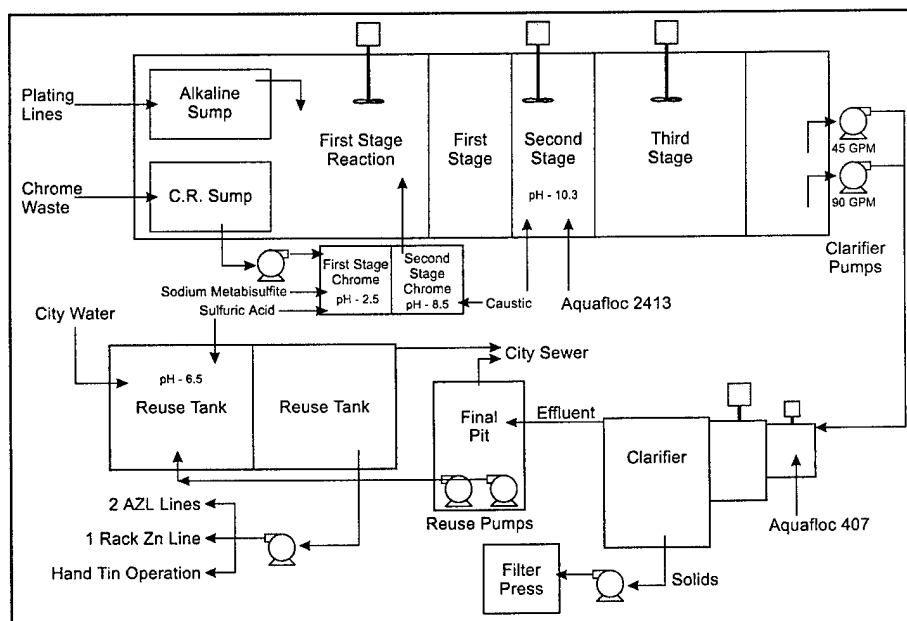 Plating
Lines
Alkaline
Sump
First Stage
Reaction
First
Stage
Second
Stage
pH - 10.3
Third
Stage
45 GPM
90 GPM
Clarifier
Pumps
Chrome
Waste
C.R. Sump
First Stage
Chrome
pH - 2.5
Second
Stage
Chrome
pH - 8.5
Sodium Metabisulfite
Sulfuric Acid
Caustic
Aquafloc 2413
City Water
pH - 6.5
Reuse Tank
Reuse Tank
City Sewer
Final
Pit
Effluent
Clarifier
Reuse Pumps
Aquafloc 407
2 AZL Lines
1 Rack Zn Line
Hand Tin Operation
Filter
Press
Solids